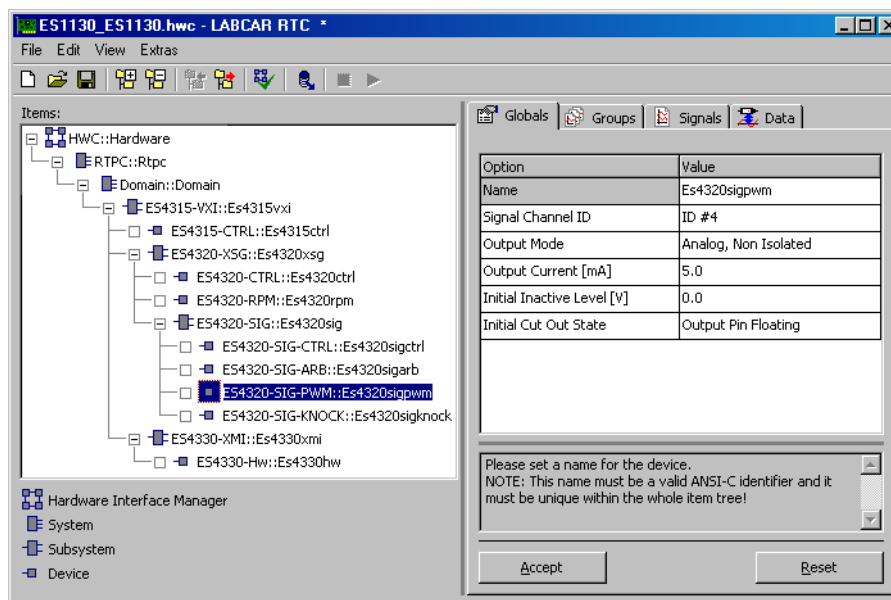 ES1130_ES1130.hwc - LABCAR RTC *
File Edit View Extras
Items:
HWC::Hardware
RTPC::Rtpc
Domain::Domain
ES4315-VXI::Es4315vxi
ES4315-CTRL::Es4315ctrl
ES4320-XSG::Es4320xsg
ES4320-CTRL::Es4320ctrl
ES4320-RPM::Es4320rpm
ES4320-SIG::Es4320sig
ES4320-SIG-CTRL::Es4320sigctrl
ES4320-SIG-ARB::Es4320sigarb
ES4320-SIG-PWM::Es4320sigpwm
ES4320-SIG-KNOCK::Es4320sigknock
ES4330-XMI::Es4330xmi
ES4330-Hw::Es4330hw
Hardware Interface Manager
System
Subsystem
Device
Globals Groups Signals Data
Option Value
Name Es4320sigpwm
Signal Channel ID ID #4
Output Mode Analog, Non Isolated
Output Current [mA] 5.0
Initial Inactive Level [V] 0.0
Initial Cut Out State Output Pin Floating
Please set a name for the device.
NOTE: This name must be a valid ANSI-C identifier and it
must be unique within the whole item tree!
Accept Reset